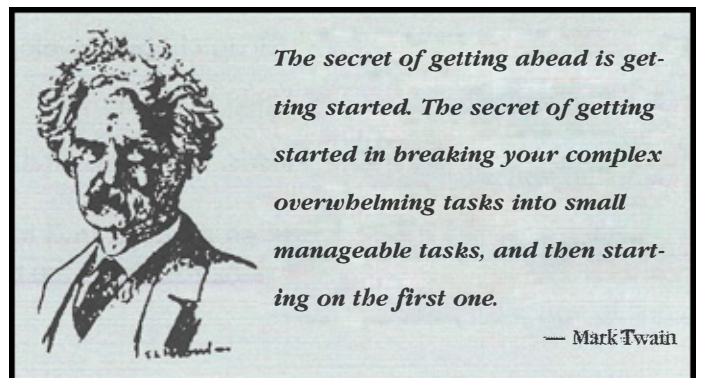 The secret of getting ahead is get-
ting started. The secret of getting
started in breaking your complex
overwhelming tasks into small
manageable tasks, and then start-
ing on the first one.
— Mark Twain